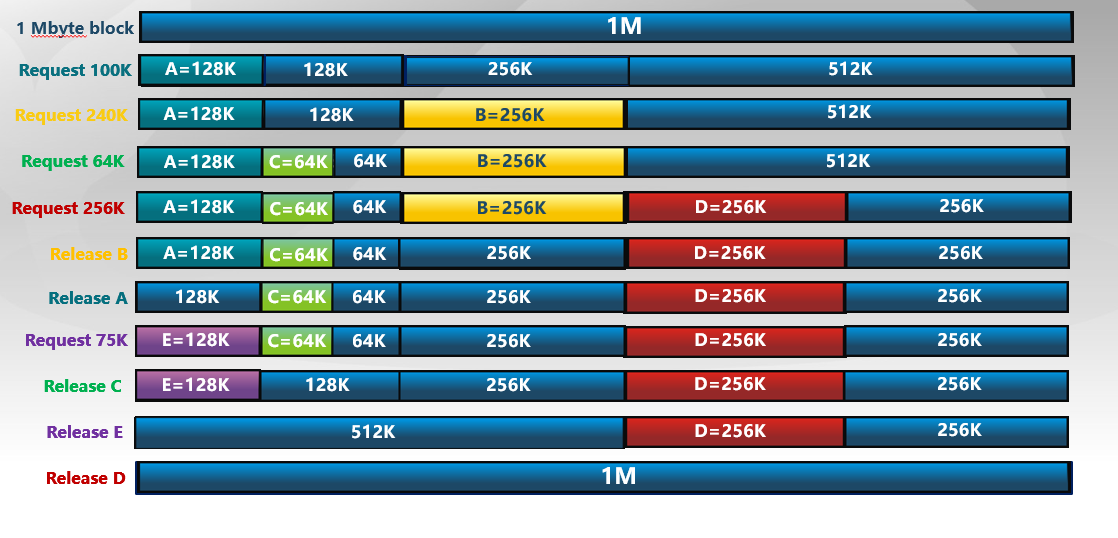 1 Mbyte block 1M
Request 100K A=128K 128K 256K 512K
Request 240K A=128K 128K B=256K 512K
Request 64K A=128K C=64K 64K B=256K 512K
Request 256K A=128K C=64K 64K B=256K D=256K 256K
Release B A=128K C=64K 64K 256K D=256K 256K
Release A 128K C=64K 64K 256K D=256K 256K
Request 75K E=128K C=64K 64K 256K D=256K 256K
Release C E=128K 128K 256K D=256K 256K
Release E 512K D=256K 256K
Release D 1M